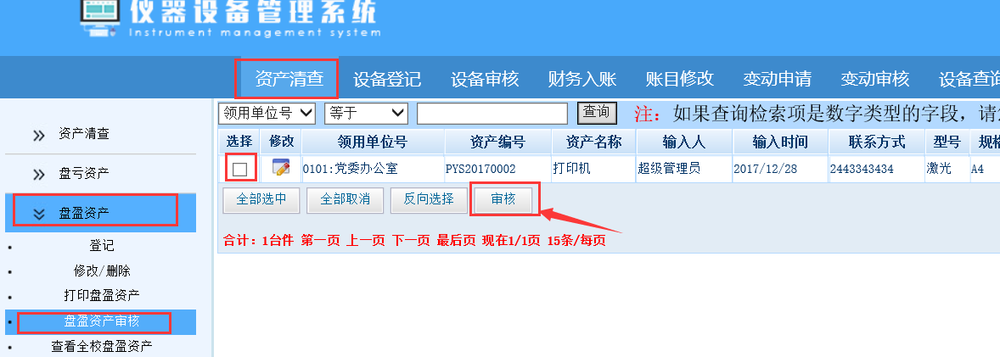 仪器设备管理系统
Instrument management system
资产清查 设备登记 设备审核 财务入账 账目修改 变动申请 变动审核 设备查询
领用单位号 等于 查询 注：如果查询检索项是数字类型的字段，请
资产清查
盘亏资产
盘盈资产
登记
修改/删除
打印盘盈资产
盘盈资产审核
查看全校盘盈资产
选择 修改 领用单位号 资产编号 资产名称 输入人 输入时间 联系方式 型号 规格
0101:党委办公室 PYS20170002 打印机 超级管理员 2017/12/28 2443343434 激光 A4
全部选中 全部取消 反向选择 审核
合计：1台件 第一页 上一页 下一页 最后页 现在1/1页 15条/每页